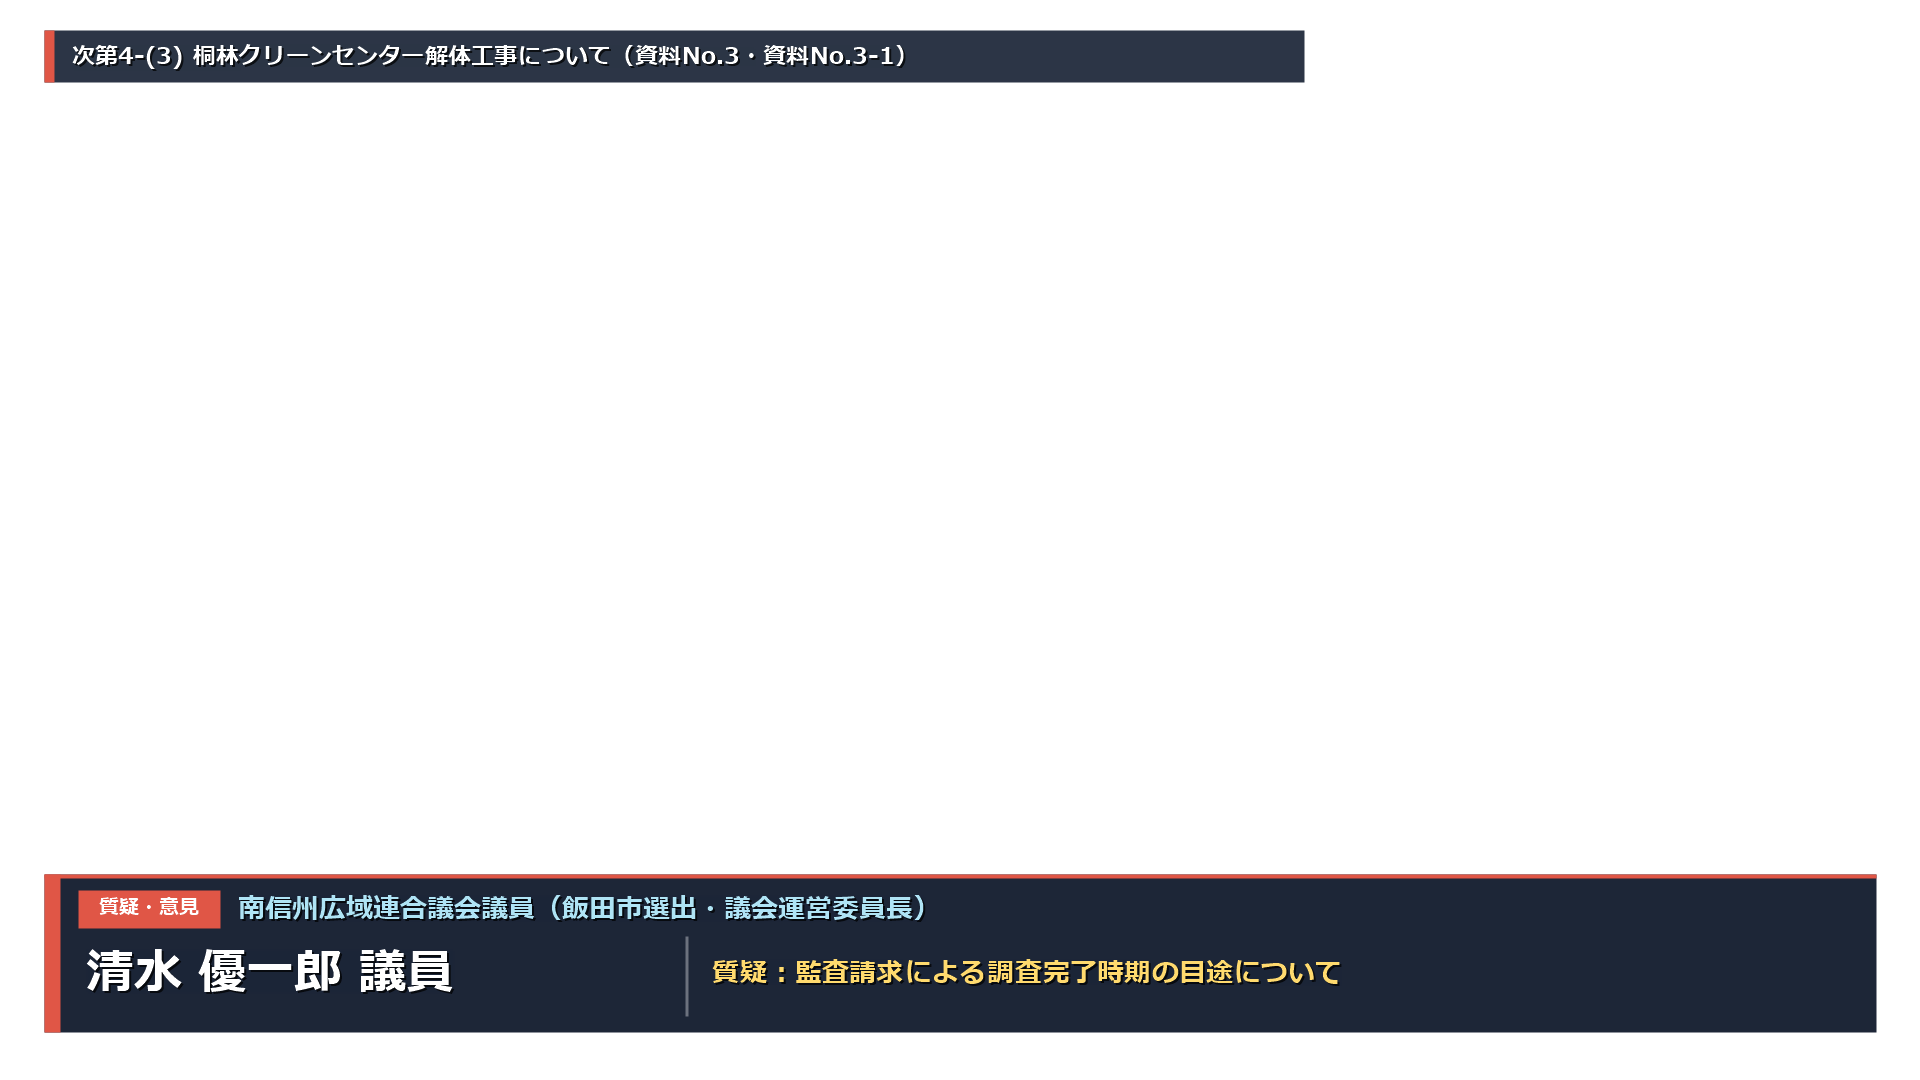 次第4-(3) 桐林クリーンセンター解体工事について（資料No.3・資料No.3-1）
質疑・意見
南信州広域連合議会議員（飯田市選出・議会運営委員長）
清水 優一郎 議員
質疑：監査請求による調査完了時期の目途について